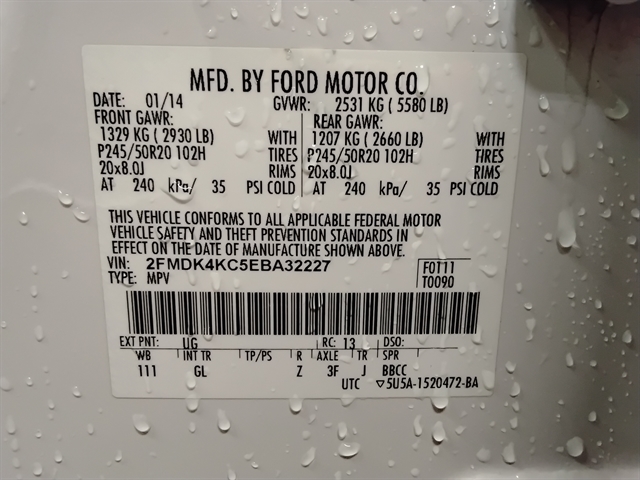 MFD. BY FORD MOTOR CO.
DATE: 01/14 GVWR: 2531 KG ( 5580 LB)
FRONT GAWR: REAR GAWR:
1329 KG ( 2930 LB) WITH 1207 KG ( 2660 LB) WITH
P245/50R20 102H TIRES P245/50R20 102H TIRES
20x8.0J RIMS 20x8.0J RIMS
AT 240 kPa/ 35 PSI COLD AT 240 kPa/ 35 PSI COLD
THIS VEHICLE CONFORMS TO ALL APPLICABLE FEDERAL MOTOR
VEHICLE SAFETY AND THEFT PREVENTION STANDARDS IN
EFFECT ON THE DATE OF MANUFACTURE SHOWN ABOVE.
VIN: 2FMDK4KC5EBA32227 F0T11
TYPE: MPV T0090
EXT PNT: UG RC: 13 DSO:
WB INT TR TP/PS R AXLE TR SPR
111 GL Z 3F J BBCC
UTC ▽5U5A-1520472-BA